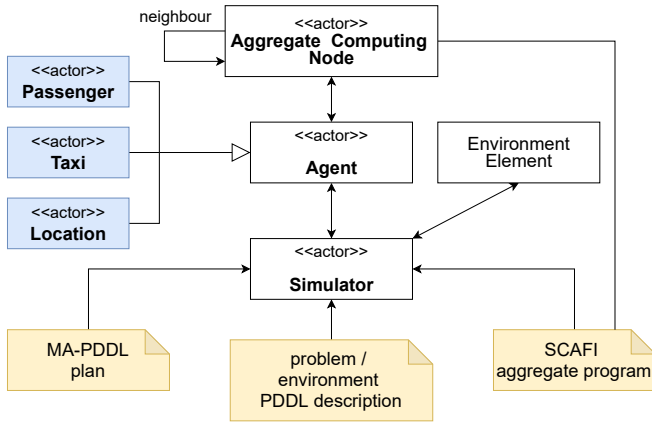 neighbour
<<actor>>
Aggregate Computing
Node
<<actor>>
Passenger
<<actor>>
Taxi
<<actor>>
Location
<<actor>>
Agent
Environment
Element
<<actor>>
Simulator
MA-PDDL
plan
problem /
environment
PDDL description
SCAFI
aggregate program